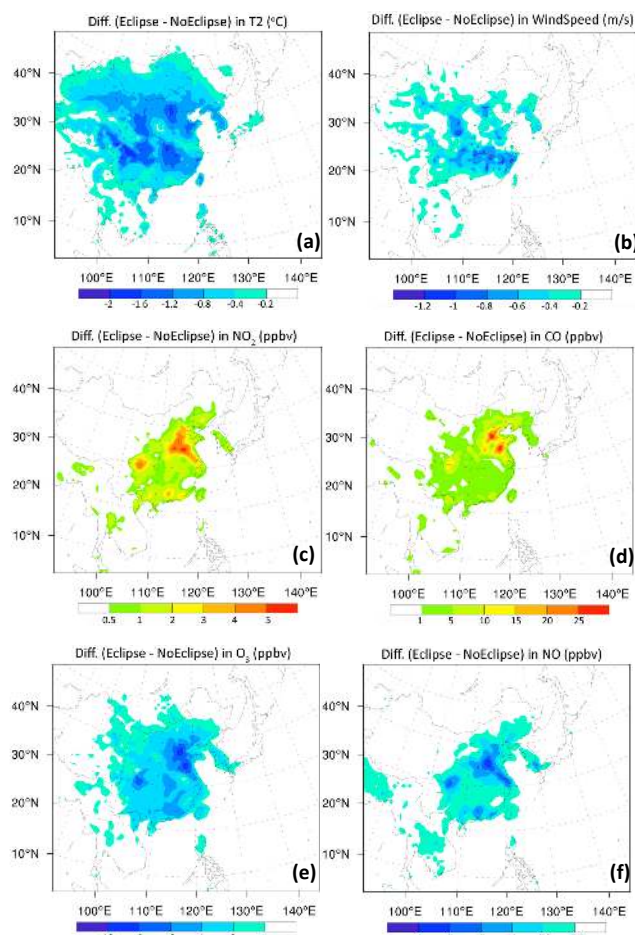 Diff. (Eclipse - NoEclipse) in T2 (°C)
40°N
30°N
20°N
10°N
(a)
100°E 110°E 120°E 130°E 140°E
-2 -1.6 -1.2 -0.8 -0.4 -0.2
Diff. (Eclipse - NoEclipse) in WindSpeed (m/s)
40°N
30°N
20°N
10°N
(b)
100°E 110°E 120°E 130°E 140°E
-1.2 -1 -0.8 -0.6 -0.4 -0.2
Diff. (Eclipse - NoEclipse) in NO2 (ppbv)
40°N
30°N
20°N
10°N
(c)
100°E 110°E 120°E 130°E 140°E
0.5 1 2 3 4 5
Diff. (Eclipse - NoEclipse) in CO (ppbv)
40°N
30°N
20°N
10°N
(d)
100°E 110°E 120°E 130°E 140°E
1 5 10 15 20 25
Diff. (Eclipse - NoEclipse) in O3 (ppbv)
40°N
30°N
20°N
10°N
(e)
100°E 110°E 120°E 130°E 140°E
Diff. (Eclipse - NoEclipse) in NO (ppbv)
40°N
30°N
20°N
10°N
(f)
100°E 110°E 120°E 130°E 140°E